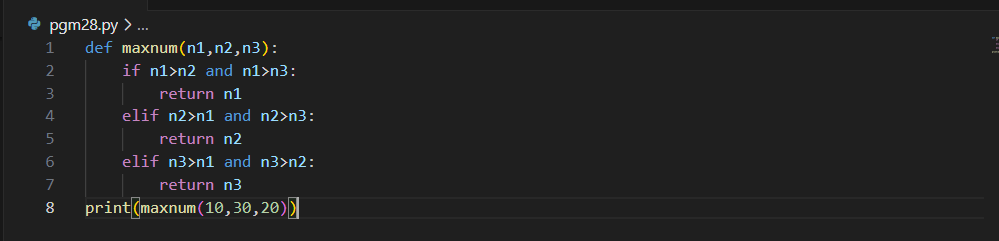 pgm28.py > ...
1 def maxnum(n1,n2,n3):
2     if n1>n2 and n1>n3:
3         return n1
4     elif n2>n1 and n2>n3:
5         return n2
6     elif n3>n1 and n3>n2:
7         return n3
8 print(maxnum(10,30,20))